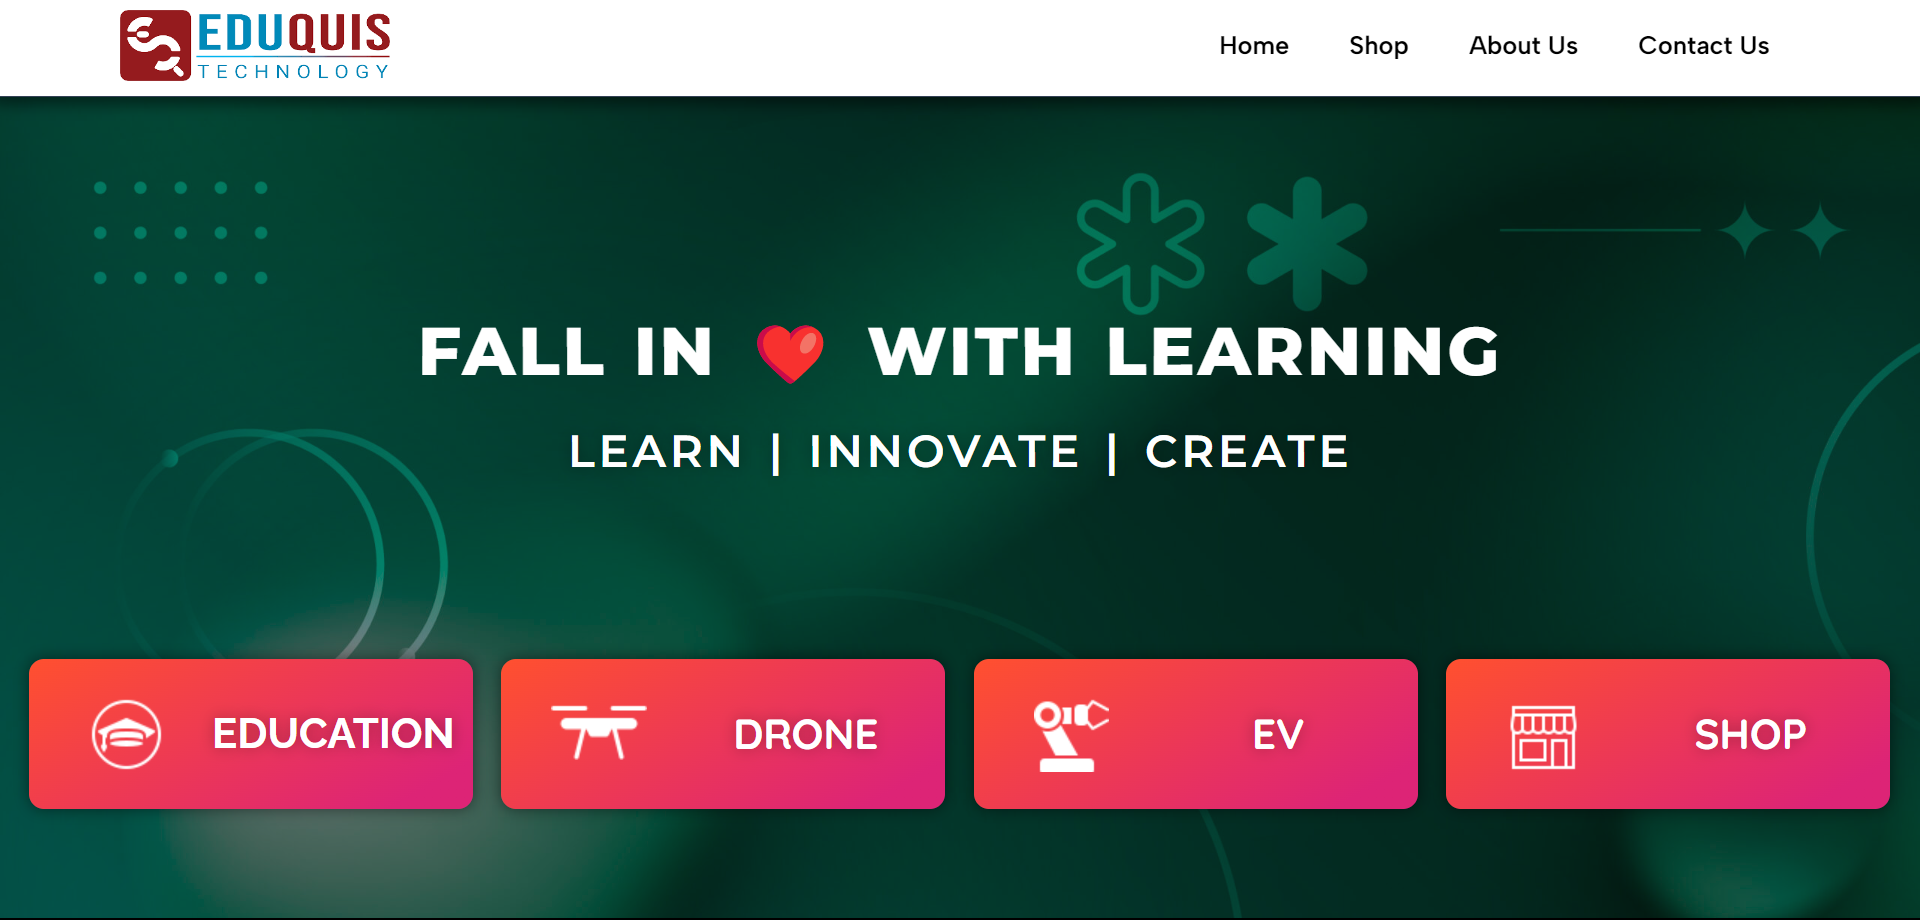 EDUQUIS
TECHNOLOGY
Home Shop About Us Contact Us
FALL IN ❤️ WITH LEARNING
LEARN | INNOVATE | CREATE
EDUCATION DRONE EV SHOP